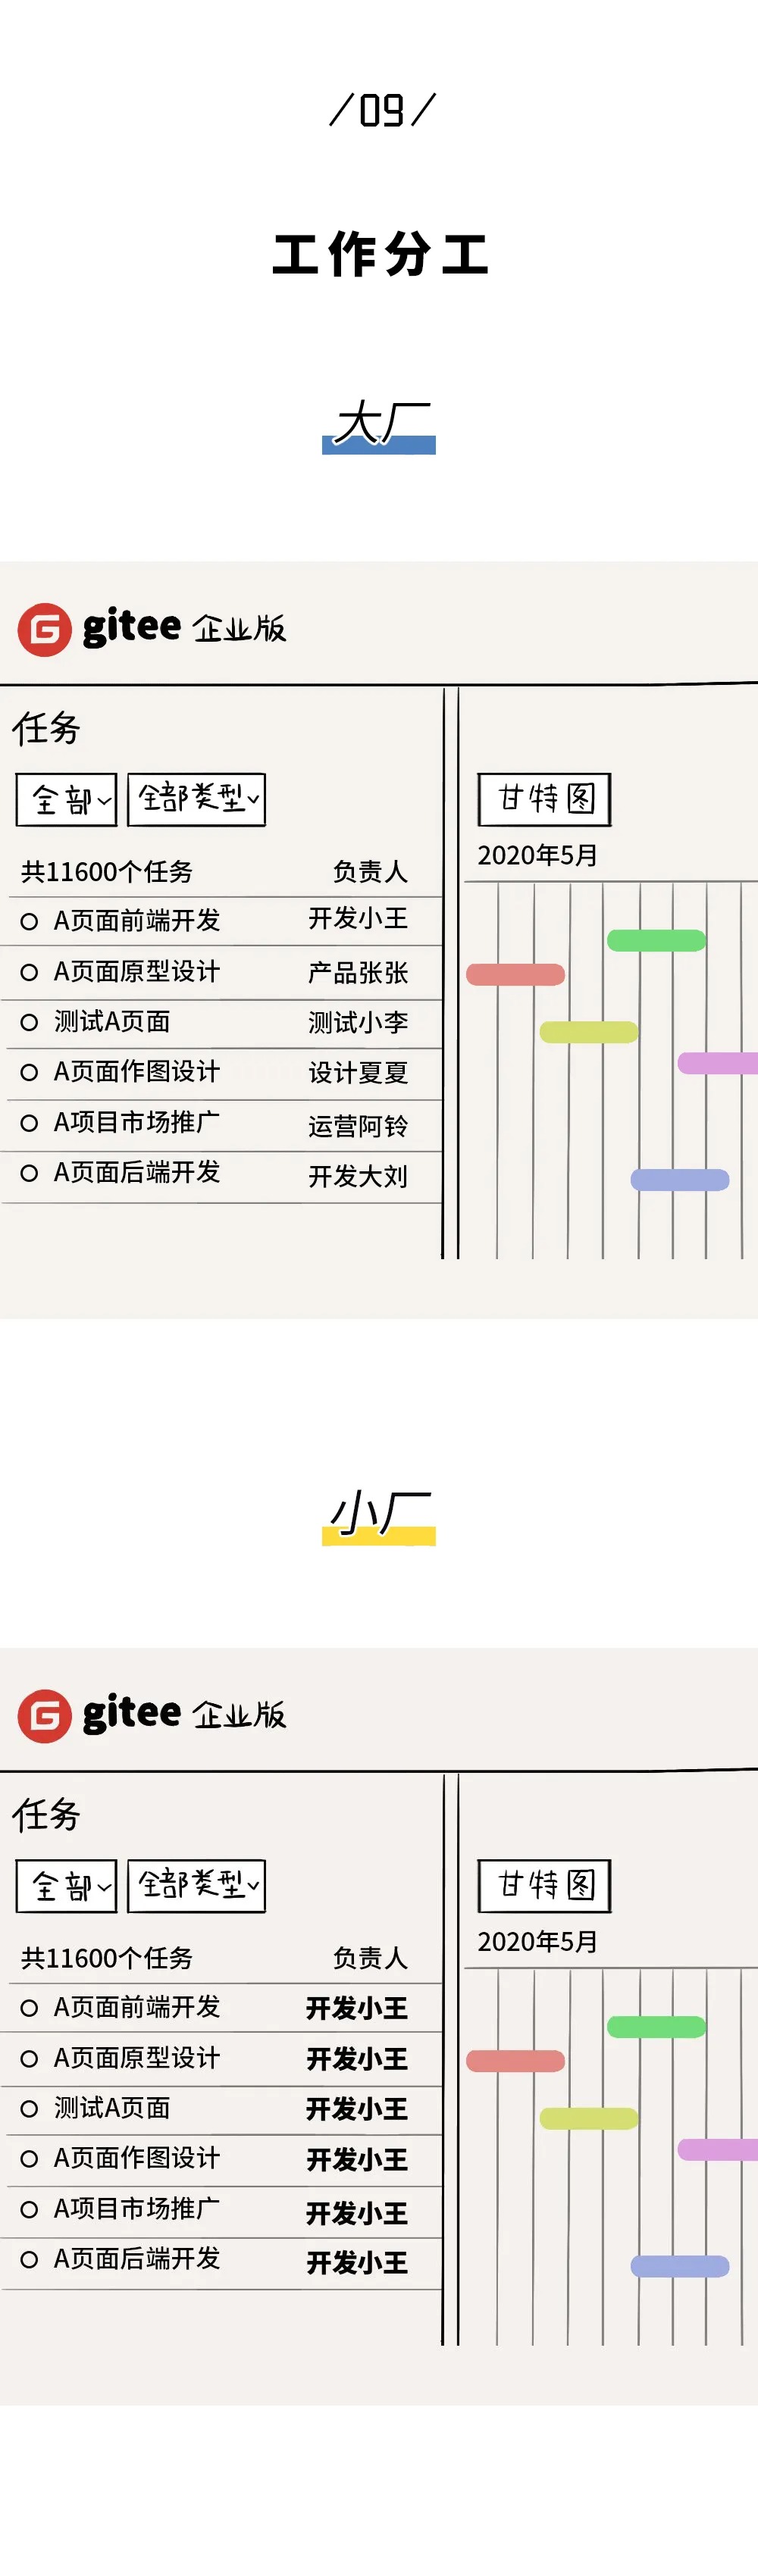 /09/
工作分工
大厂
G gitee 企业版
任务
全部 全部类型 甘特图
共11600个任务 负责人 2020年5月
A页面前端开发 开发小王
A页面原型设计 产品张张
测试A页面 测试小李
A页面作图设计 设计夏夏
A项目市场推广 运营阿铃
A页面后端开发 开发大刘
小厂
G gitee 企业版
任务
全部 全部类型 甘特图
共11600个任务 负责人 2020年5月
A页面前端开发 开发小王
A页面原型设计 开发小王
测试A页面 开发小王
A页面作图设计 开发小王
A项目市场推广 开发小王
A页面后端开发 开发小王